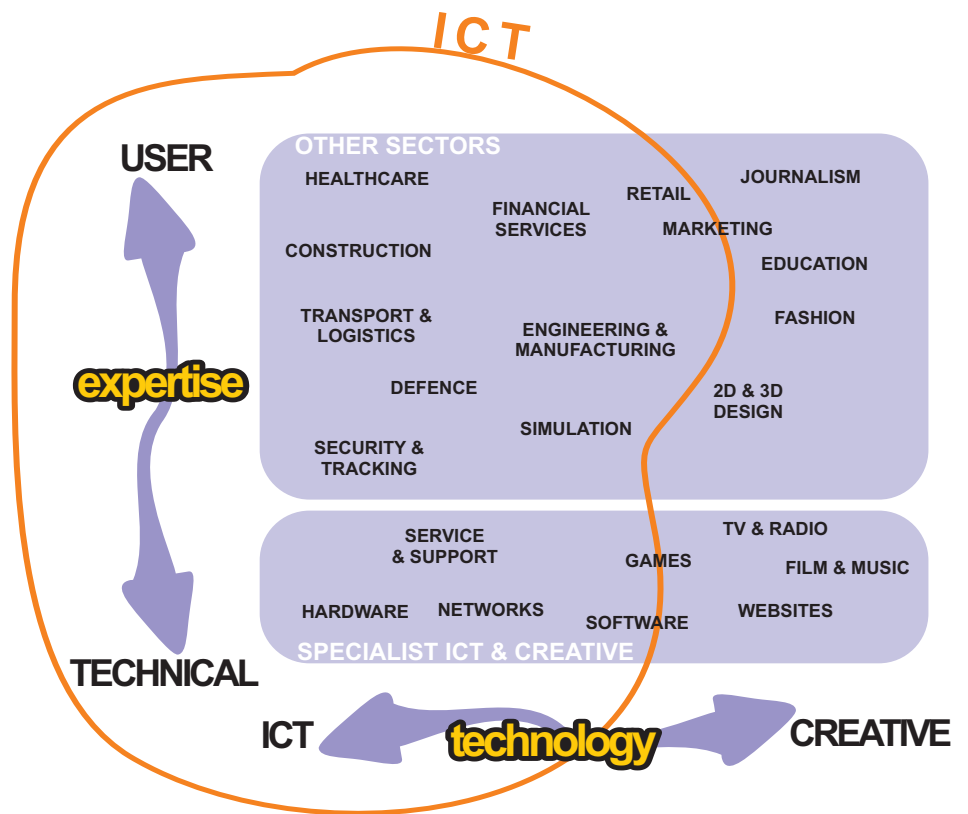 ICT
USER
OTHER SECTORS
HEALTHCARE
JOURNALISM
RETAIL
FINANCIAL
SERVICES
MARKETING
CONSTRUCTION
EDUCATION
TRANSPORT &
LOGISTICS
FASHION
ENGINEERING &
MANUFACTURING
expertise
DEFENCE
2D & 3D
DESIGN
SIMULATION
SECURITY &
TRACKING
TV & RADIO
SERVICE
& SUPPORT
GAMES
FILM & MUSIC
HARDWARE
NETWORKS
WEBSITES
SOFTWARE
SPECIALIST ICT & CREATIVE
TECHNICAL
ICT
technology
CREATIVE